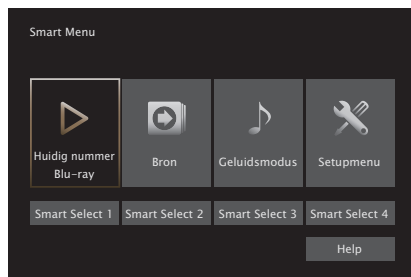 Smart Menu
Huidig nummer
Blu-ray
Bron
Geluidsmodus
Setupmenu
Smart Select 1
Smart Select 2
Smart Select 3
Smart Select 4
Help